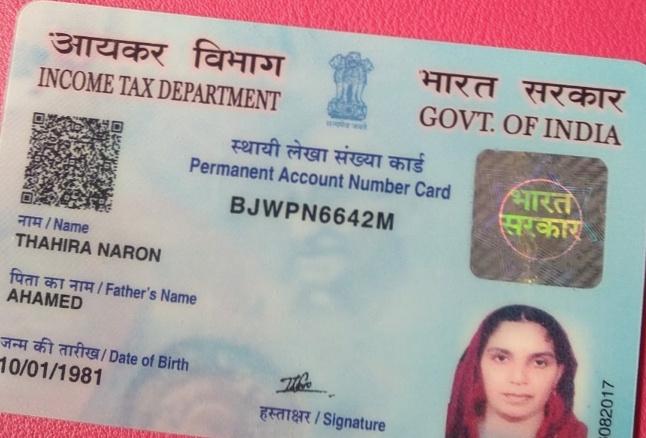 आयकर विभाग
INCOME TAX DEPARTMENT
सत्यमेव जयते
भारत सरकार
GOVT. OF INDIA
स्थायी लेखा संख्या कार्ड
Permanent Account Number Card
BJWPN6642M
भारत
सरकार
नाम / Name
THAHIRA NARON
पिता का नाम / Father's Name
AHAMED
जन्म की तारीख / Date of Birth
10/01/1981
हस्ताक्षर / Signature
082017